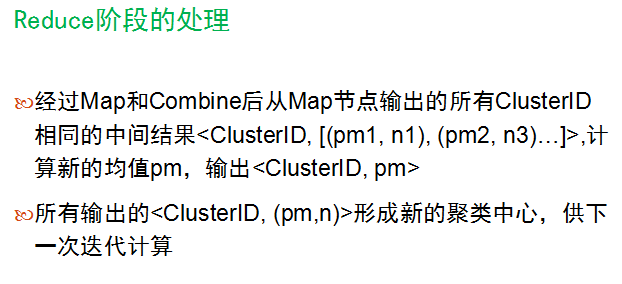 Reduce阶段的处理
经过Map和Combine后从Map节点输出的所有ClusterID
相同的中间结果<ClusterID, [(pm1, n1), (pm2, n3)…]>,计
算新的均值pm，输出<ClusterID, pm>
所有输出的<ClusterID, (pm,n)>形成新的聚类中心，供下
一次迭代计算